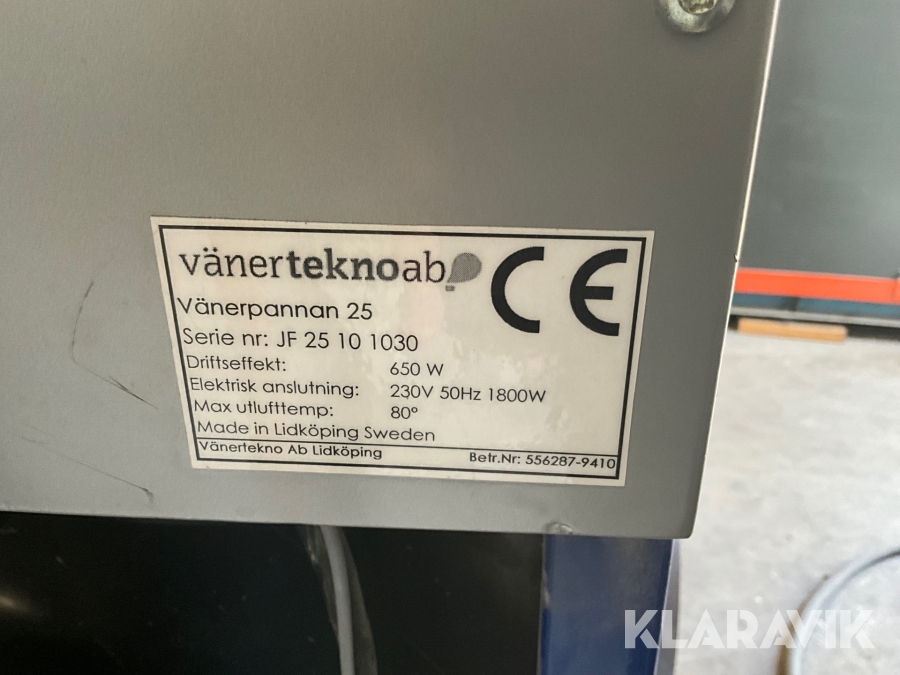 vänerteknoab
CE
Vänerpannan 25
Serie nr: JF 25 10 1030
Driftseffekt: 650 W
Elektrisk anslutning: 230V 50Hz 1800W
Max utlufttemp: 80°
Made in Lidköping Sweden
Vänertekno Ab Lidköping Betr.Nr: 556287-9410
KLARAVIK